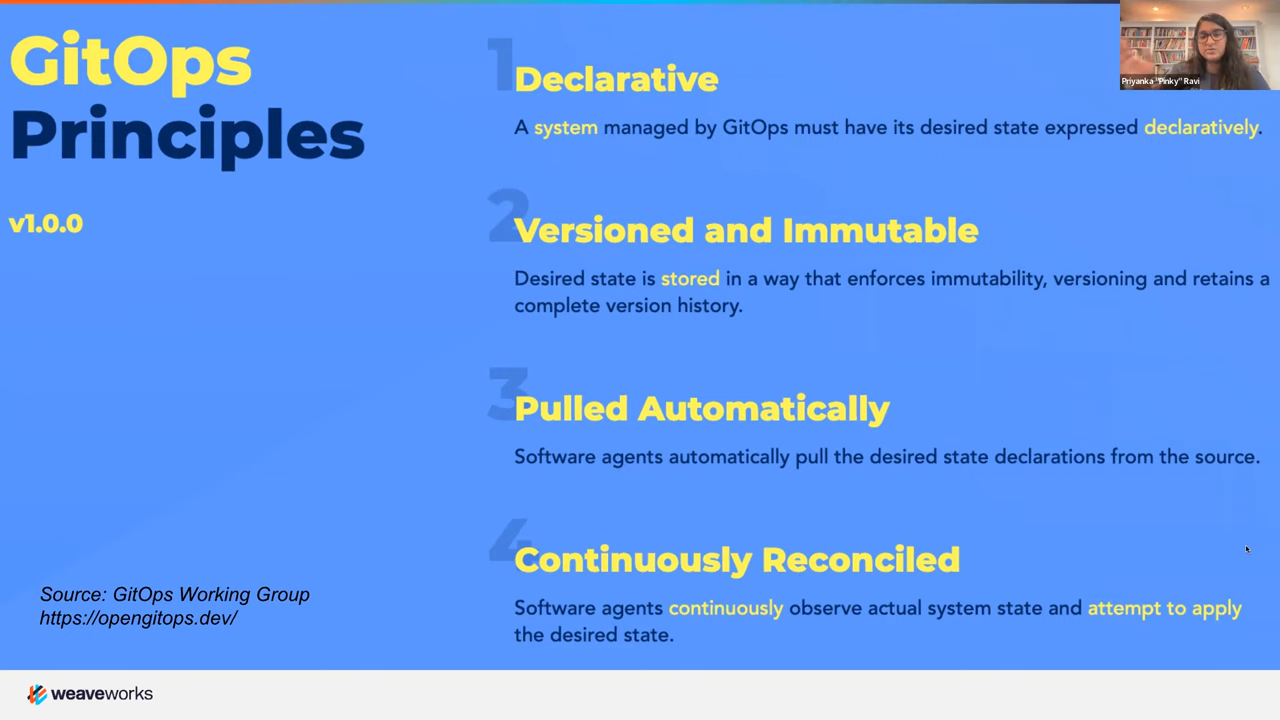 GitOps
Principles
v1.0.0
1
Declarative
A system managed by GitOps must have its desired state expressed declaratively.
2
Versioned and Immutable
Desired state is stored in a way that enforces immutability, versioning and retains a
complete version history.
3
Pulled Automatically
Software agents automatically pull the desired state declarations from the source.
4
Continuously Reconciled
Software agents continuously observe actual system state and attempt to apply
the desired state.
Source: GitOps Working Group
https://opengitops.dev/
weaveworks
Priyanka "Pinky" Ravi